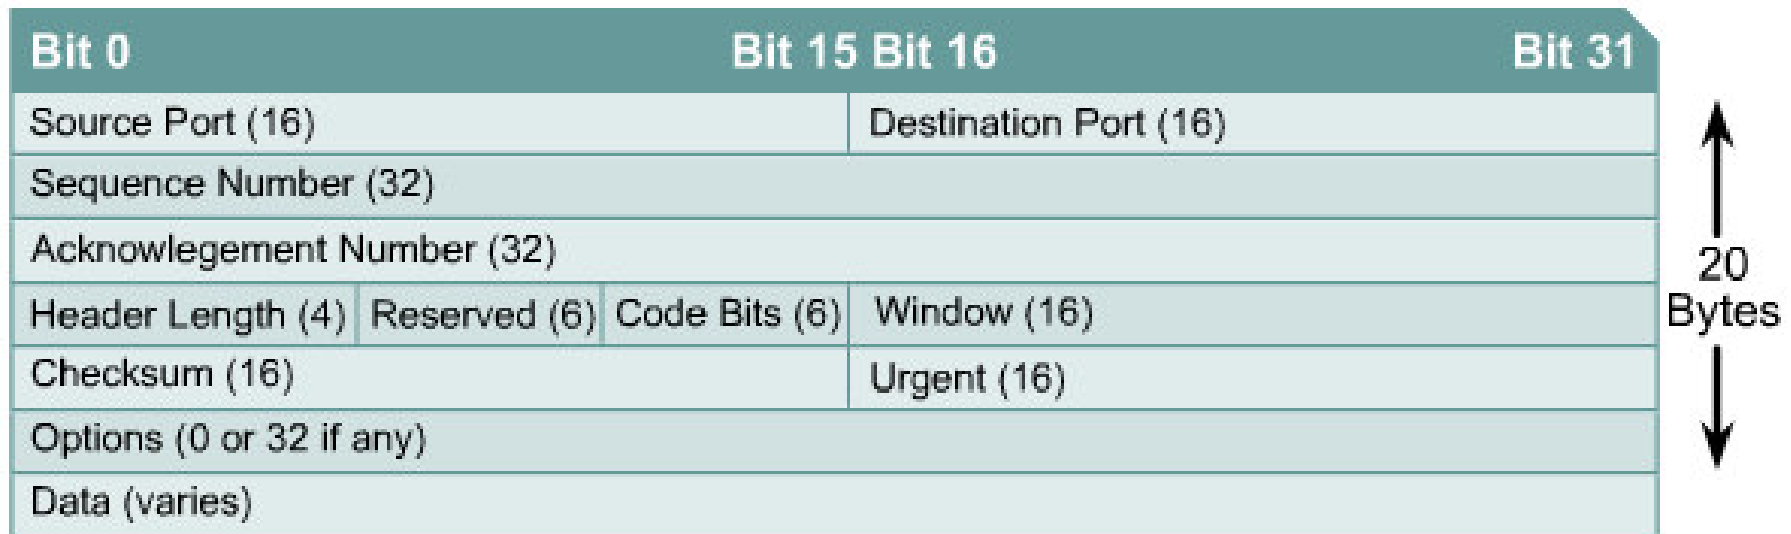 Bit 0 Bit 15 Bit 16 Bit 31
Source Port (16) Destination Port (16)
Sequence Number (32)
Acknowlegement Number (32)
Header Length (4) Reserved (6) Code Bits (6) Window (16)
Checksum (16) Urgent (16)
Options (0 or 32 if any)
Data (varies)
20
Bytes